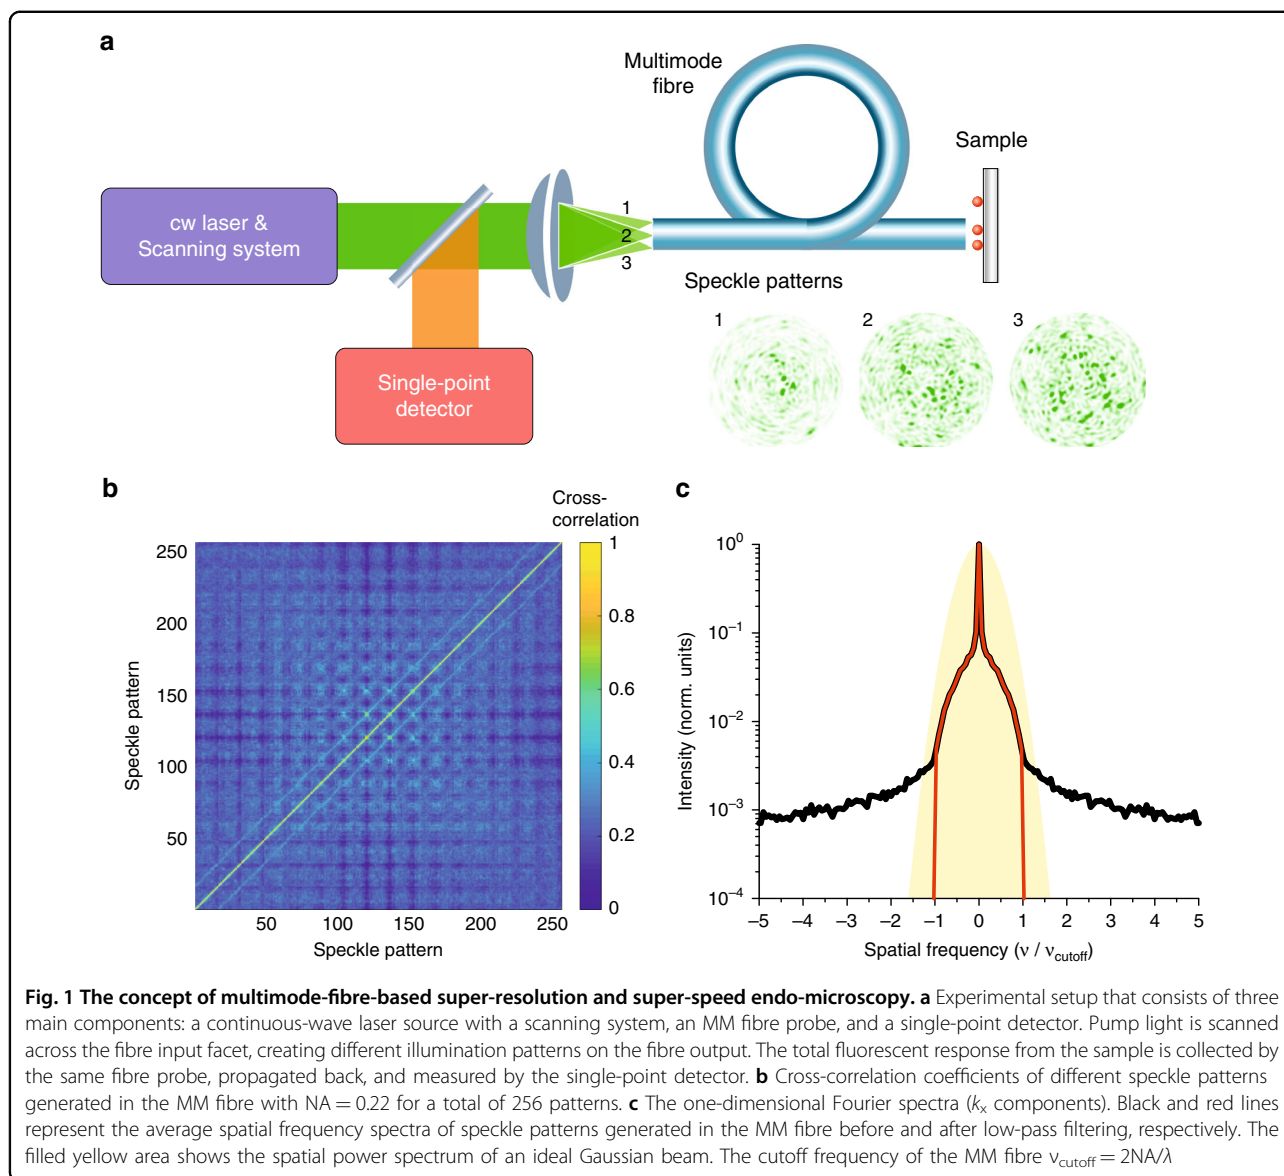 a
Multimode
fibre
Sample
cw laser &
Scanning system
1
2
3
Speckle patterns
1
2
3
Single-point
detector
b
Cross-
correlation
250
200
150
100
50
Speckle pattern
50
100
150
200
250
Speckle pattern
1
0.8
0.6
0.4
0.2
0
c
10⁰
10⁻¹
10⁻²
10⁻³
10⁻⁴
Intensity (norm. units)
–5
–4
–3
–2
–1
0
1
2
3
4
5
Spatial frequency (ν / νcutoff)
Fig. 1 The concept of multimode-fibre-based super-resolution and super-speed endo-microscopy. a Experimental setup that consists of three
main components: a continuous-wave laser source with a scanning system, an MM fibre probe, and a single-point detector. Pump light is scanned
across the fibre input facet, creating different illumination patterns on the fibre output. The total fluorescent response from the sample is collected by
the same fibre probe, propagated back, and measured by the single-point detector. b Cross-correlation coefficients of different speckle patterns
generated in the MM fibre with NA = 0.22 for a total of 256 patterns. c The one-dimensional Fourier spectra (kx components). Black and red lines
represent the average spatial frequency spectra of speckle patterns generated in the MM fibre before and after low-pass filtering, respectively. The
filled yellow area shows the spatial power spectrum of an ideal Gaussian beam. The cutoff frequency of the MM fibre νcutoff = 2NA/λ